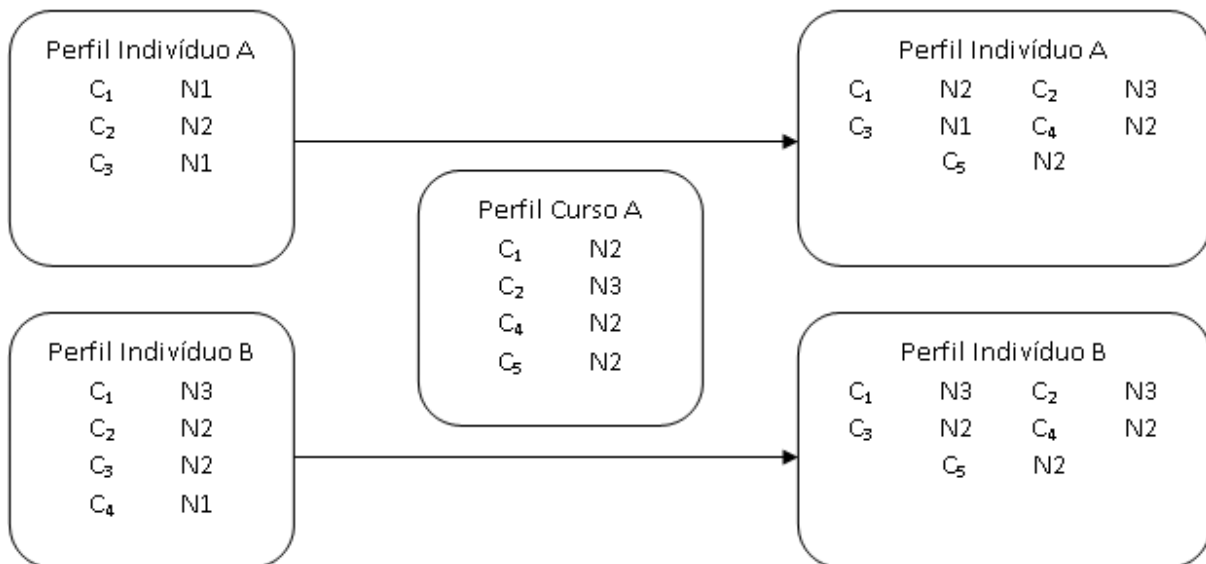 Perfil Indivíduo A
C₁ N1
C₂ N2
C₃ N1
Perfil Indivíduo A
C₁ N2 C₂ N3
C₃ N1 C₄ N2
C₅ N2
Perfil Curso A
C₁ N2
C₂ N3
C₄ N2
C₅ N2
Perfil Indivíduo B
C₁ N3
C₂ N2
C₃ N2
C₄ N1
Perfil Indivíduo B
C₁ N3 C₂ N3
C₃ N2 C₄ N2
C₅ N2